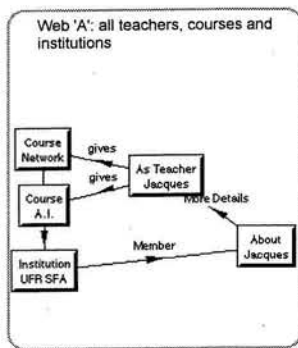 Web 'A': all teachers, courses and
institutions
Course
Network
gives
As Teacher
Jacques
gives
Course
A.I.
More Details
Member
About
Jacques
Institution
UFR SFA